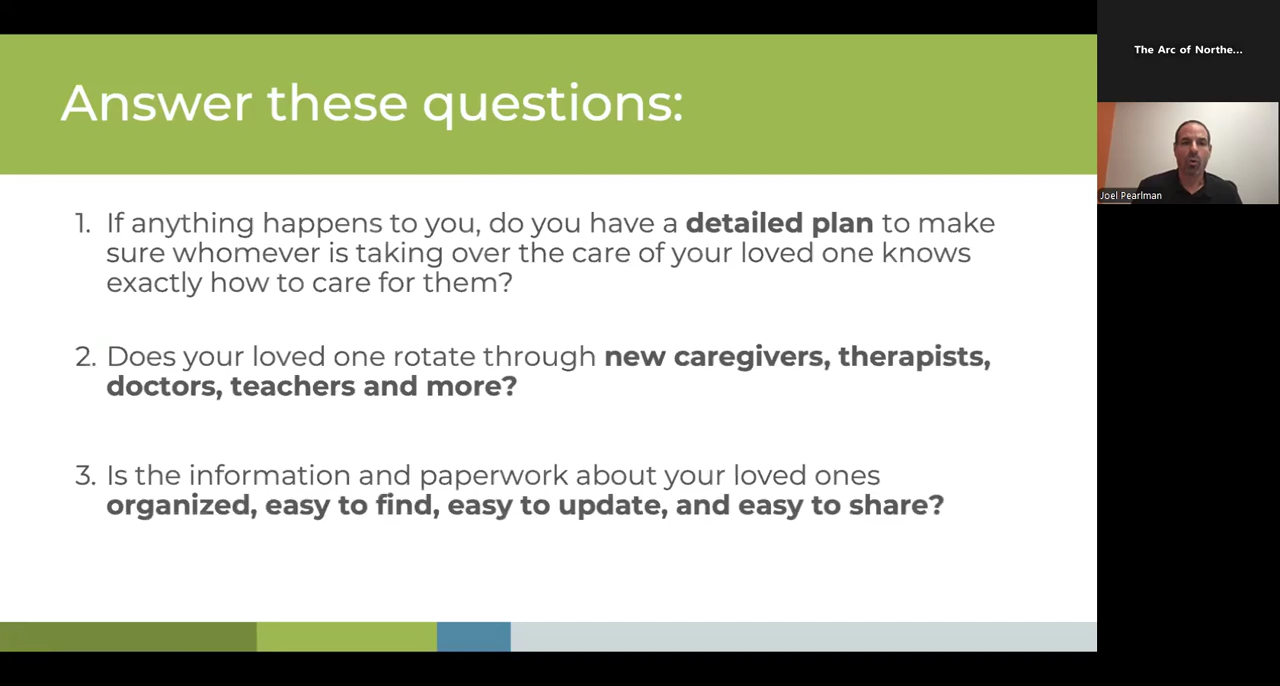 Answer these questions:
1. If anything happens to you, do you have a detailed plan to make
sure whomever is taking over the care of your loved one knows
exactly how to care for them?
2. Does your loved one rotate through new caregivers, therapists,
doctors, teachers and more?
3. Is the information and paperwork about your loved ones
organized, easy to find, easy to update, and easy to share?
The Arc of Northe...
Joel Pearlman